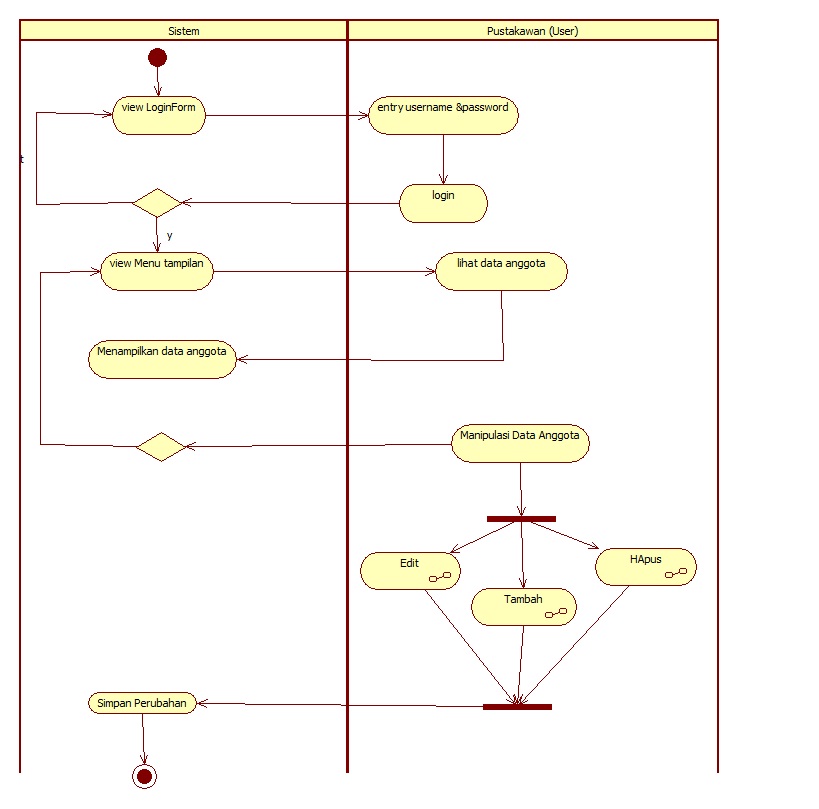 Sistem
Pustakawan (User)
view LoginForm
entry username &password
t
login
y
view Menu tampilan
lihat data anggota
Menampilkan data anggota
Manipulasi Data Anggota
Edit
HApus
Tambah
Simpan Perubahan